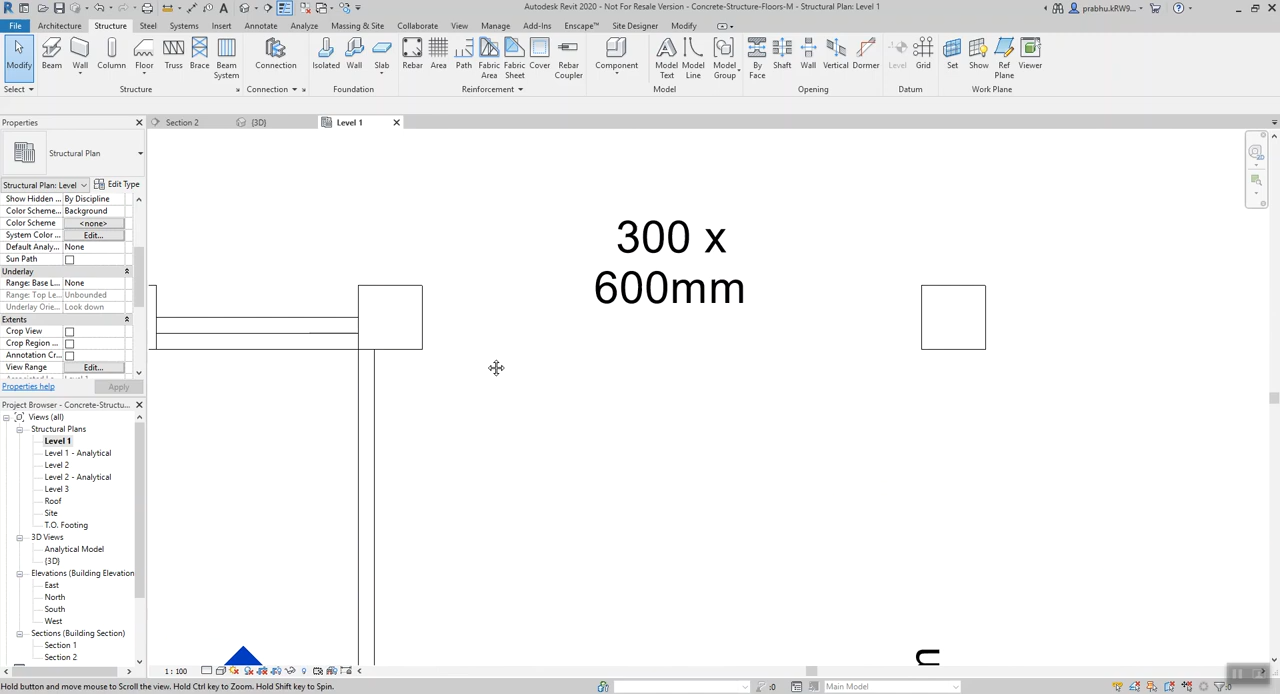 Autodesk Revit 2020 - Not For Resale Version - Concrete-Structure-Floors-M - Structural Plan: Level 1
prabhu.kRW9...
File Architecture Structure Steel Systems Insert Annotate Analyze Massing & Site Collaborate View Manage Add-Ins Enscape™ Site Designer Modify
Modify Beam Wall Column Floor Truss Brace Beam System Connection Isolated Wall Slab Rebar Area Path Fabric Area Fabric Sheet Cover Rebar Coupler Component Model Text Model Line Model Group By Face Shaft Wall Vertical Dormer Level Grid Set Show Ref Plane Viewer
Select Structure Connection Foundation Reinforcement Model Opening Datum Work Plane
Properties
Section 2
{3D}
Level 1
Structural Plan
Structural Plan: Level
Edit Type
Show Hidden ... By Discipline
Color Scheme... Background
Color Scheme <none>
System Color ... Edit...
Default Analy... None
Sun Path
Underlay
Range: Base L... None
Range: Top Le... Unbounded
Underlay Orie... Look down
Extents
Crop View
Crop Region ...
Annotation Cr...
View Range Edit...
Properties help
Apply
Project Browser - Concrete-Structu...
Views (all)
Structural Plans
Level 1
Level 1 - Analytical
Level 2
Level 2 - Analytical
Level 3
Roof
Site
T.O. Footing
3D Views
Analytical Model
{3D}
Elevations (Building Elevation
East
North
South
West
Sections (Building Section)
Section 1
Section 2
300 x
600mm
1 : 100
Hold button and move mouse to Scroll the view. Hold Ctrl key to Zoom. Hold Shift key to Spin.
:0
Main Model
:0